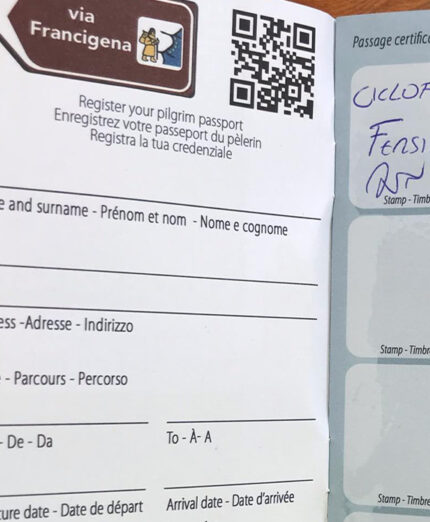 via
Francigena
Register your pilgrim passport
Enregistrez votre passeport du pèlerin
Registra la tua credenziale
e and surname - Prénom et nom - Nome e cognome
ess -Adresse - Indirizzo
- Parcours - Percorso
- De - Da
To - À- A
ture date - Date de départ
Arrival date - Date d'arrivée
Passage certifica
CICLOF
Stamp - Timbr
Stamp - Timbr
Stamp - Timbre